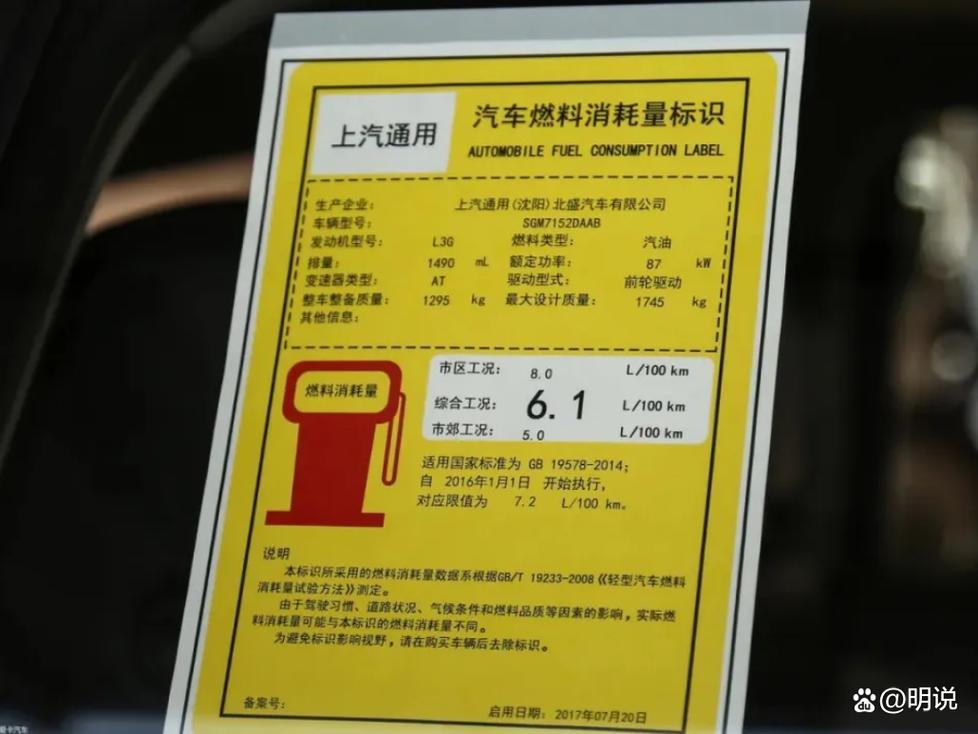 上汽通用
汽车燃料消耗量标识
AUTOMOBILE FUEL CONSUMPTION LABEL
生产企业: 上汽通用(沈阳)北盛汽车有限公司
车辆型号: SGM7152DAAB
发动机型号: L3G 燃料类型: 汽油
排量: 1490 mL 额定功率: 87 kW
变速器类型: AT 驱动型式: 前轮驱动
整车整备质量: 1295 kg 最大设计质量: 1745 kg
其他信息:
燃料消耗量
市区工况: 8.0 L/100 km
综合工况: 6.1 L/100 km
市郊工况: 5.0 L/100 km
适用国家标准为 GB 19578-2014;
自 2016年1月1日 开始执行,
对应限值为 7.2 L/100 km。
说明
本标识所采用的燃料消耗量数据系根据GB/T 19233-2008《轻型汽车燃料
消耗量试验方法》测定。
由于驾驶习惯、道路状况、气候条件和燃料品质等因素的影响,实际燃
料消耗量可能与本标识的燃料消耗量不同。
为避免标识影响视野,请在购买车辆后去除标识。
备案号:
启用日期: 2017年07月20日
爱卡汽车
du @明说